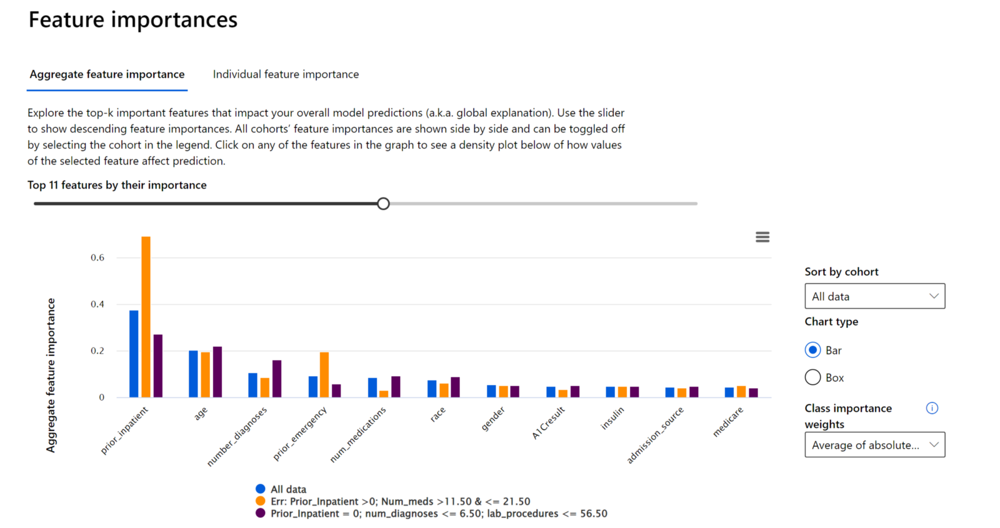 Feature importances
Aggregate feature importance
Individual feature importance
Explore the top-k important features that impact your overall model predictions (a.k.a. global explanation). Use the slider
to show descending feature importances. All cohorts' feature importances are shown side by side and can be toggled off
by selecting the cohort in the legend. Click on any of the features in the graph to see a density plot below of how values
of the selected feature affect prediction.
Top 11 features by their importance
Aggregate feature importance
0.6
0.4
0.2
0
prior_inpatient
age
number_diagnoses
prior_emergency
num_medications
race
gender
A1Cresult
insulin
admission_source
medicare
All data
Err: Prior_Inpatient >0; Num_meds >11.50 & <= 21.50
Prior_Inpatient = 0; num_diagnoses <= 6.50; lab_procedures <= 56.50
Sort by cohort
All data
Chart type
Bar
Box
Class importance
weights
Average of absolute...